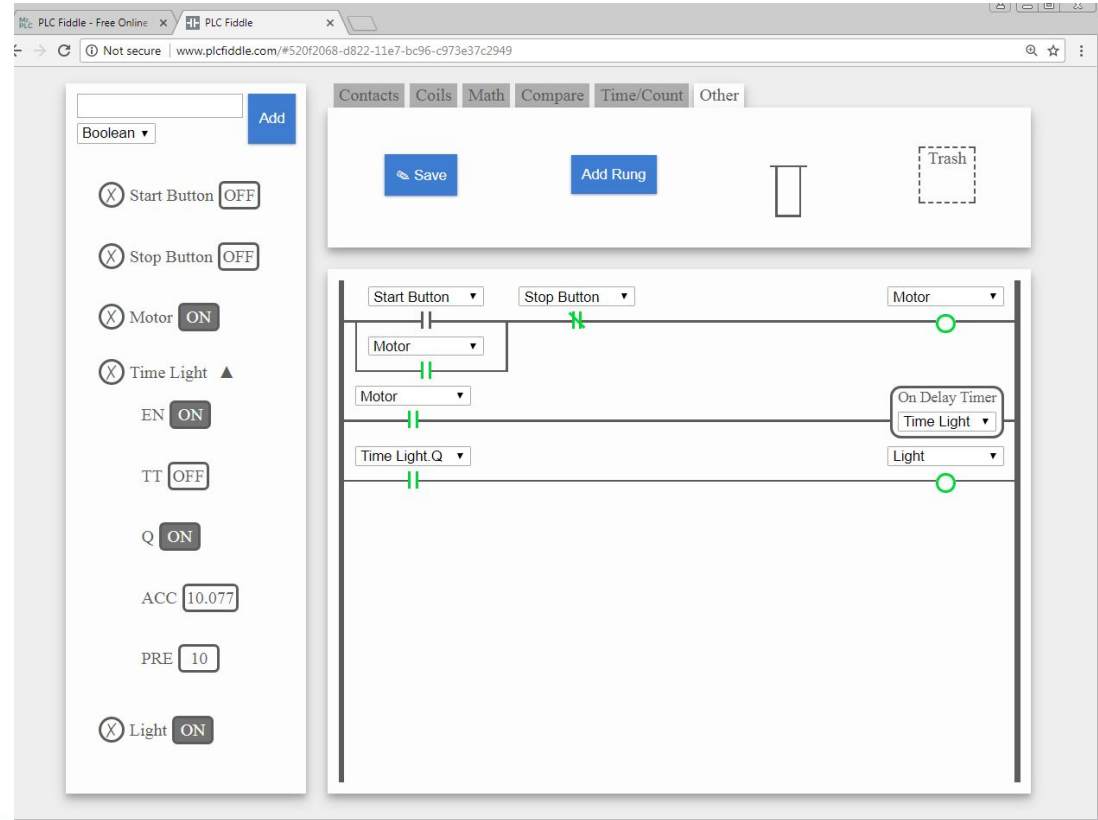 PLC Fiddle - Free Online
PLC Fiddle
Not secure | www.plcfiddle.com/#520f2068-d822-11e7-bc96-c973e37c2949
Add
Boolean
X Start Button OFF
X Stop Button OFF
X Motor ON
X Time Light
EN ON
TT OFF
Q ON
ACC 10.077
PRE 10
X Light ON
Contacts Coils Math Compare Time/Count Other
Save
Add Rung
Trash
Start Button Stop Button Motor
Motor
Motor
On Delay Timer
Time Light
Time Light.Q Light